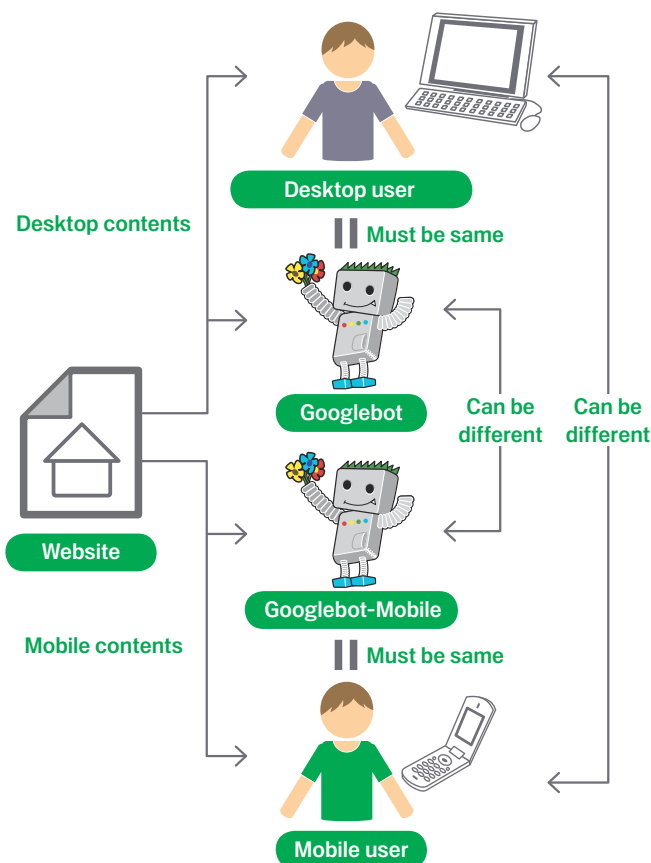 Desktop user
Desktop contents
Must be same
Googlebot
Can be
different
Can be
different
Website
Googlebot-Mobile
Mobile contents
Must be same
Mobile user